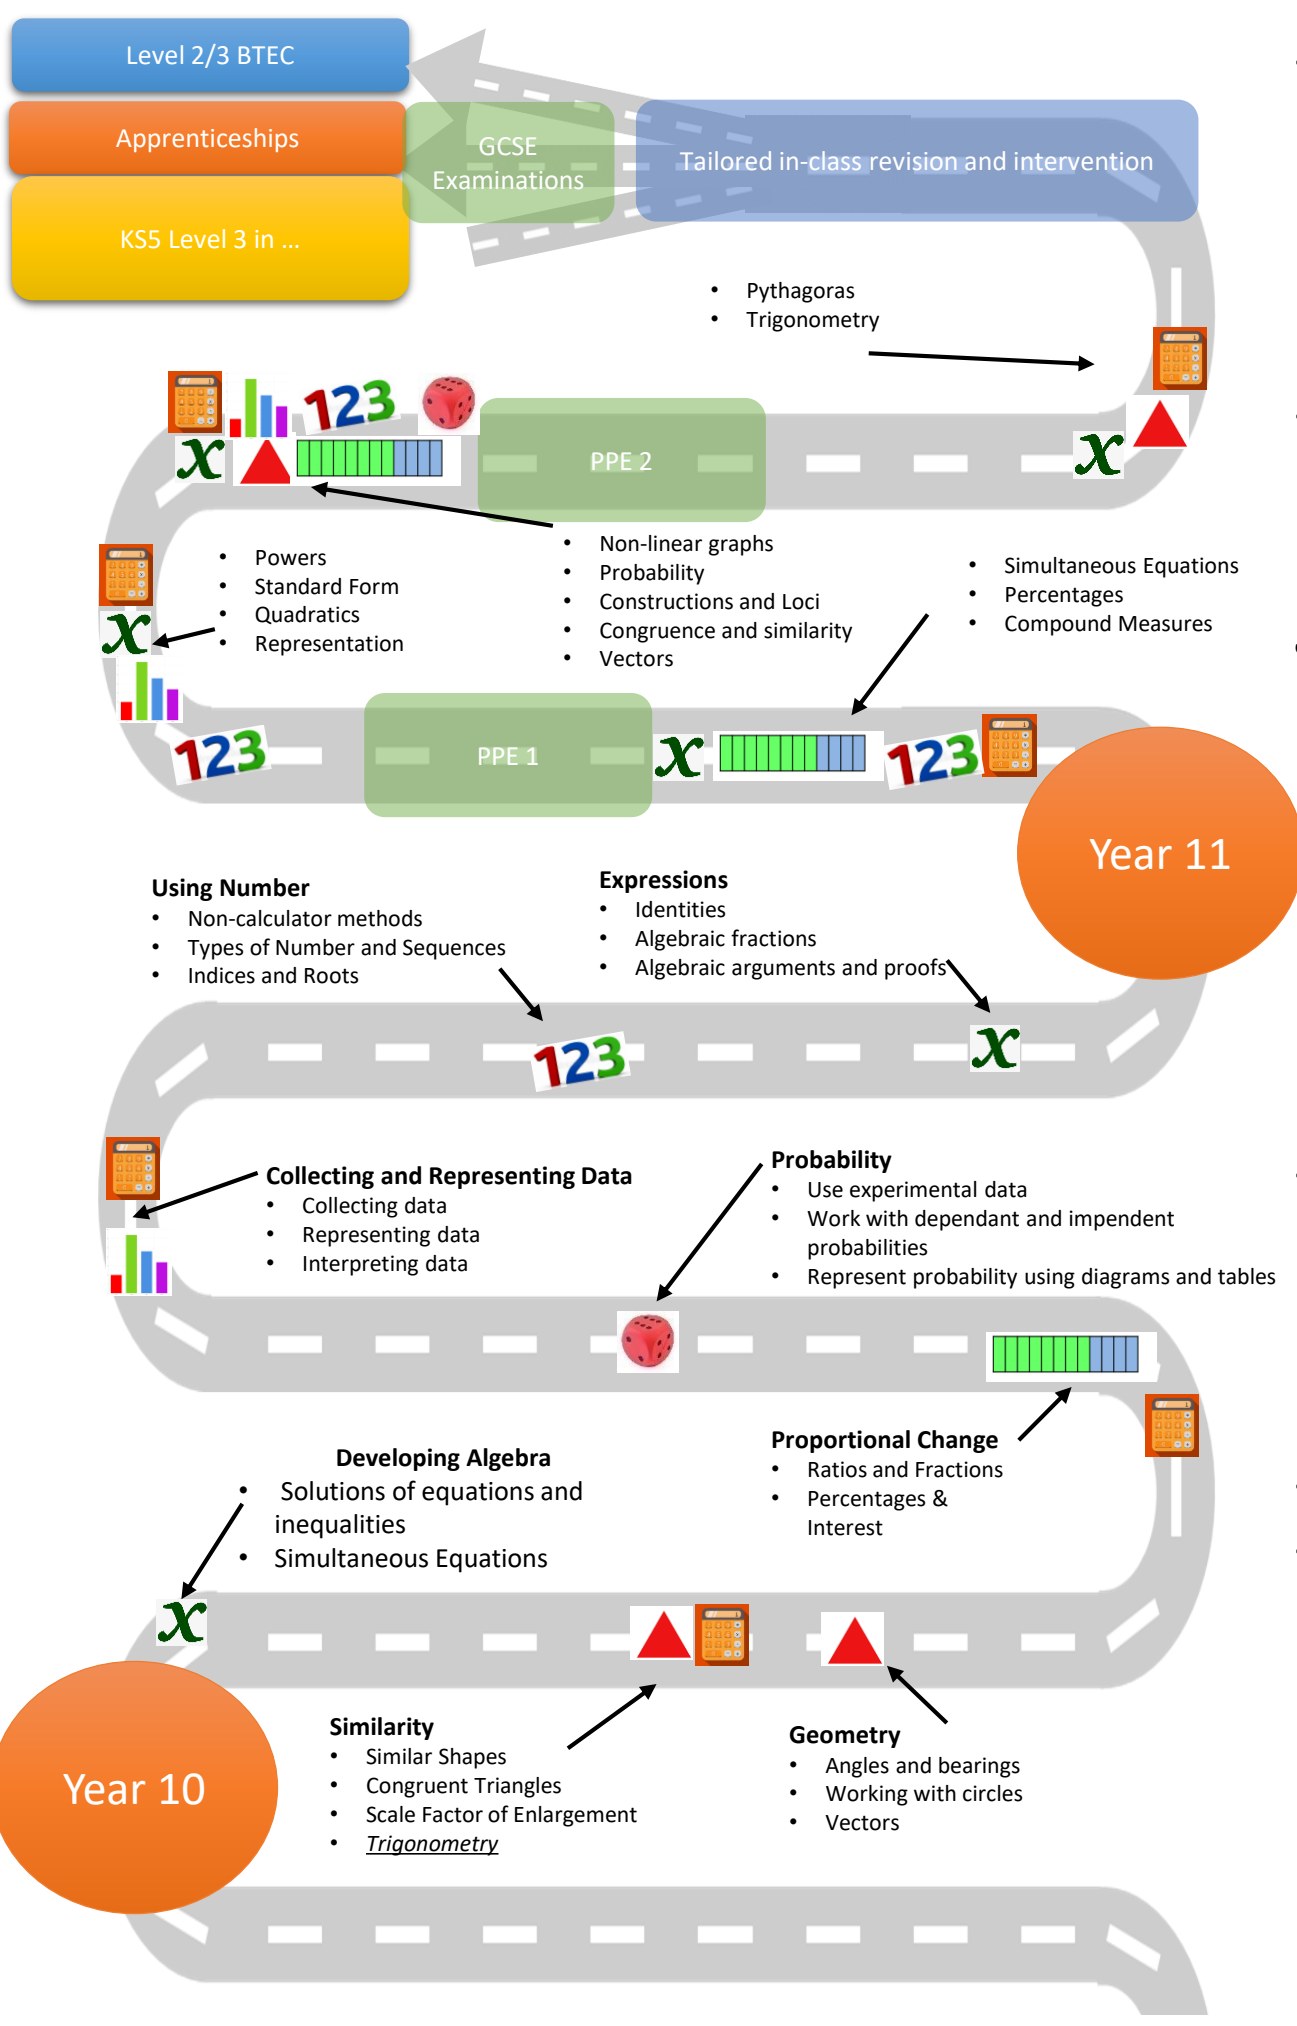 Level 2/3 BTEC
Apprenticeships
KS5 Level 3 in ...
GCSE
Examinations
Tailored in-class revision and intervention
• Pythagoras
• Trigonometry
123
x
PPE 2
x
• Powers
• Standard Form
• Quadratics
• Representation
• Non-linear graphs
• Probability
• Constructions and Loci
• Congruence and similarity
• Vectors
• Simultaneous Equations
• Percentages
• Compound Measures
x
123
PPE 1
x
123
Year 11
Using Number
• Non-calculator methods
• Types of Number and Sequences
• Indices and Roots
Expressions
• Identities
• Algebraic fractions
• Algebraic arguments and proofs
123
x
Collecting and Representing Data
• Collecting data
• Representing data
• Interpreting data
Probability
• Use experimental data
• Work with dependant and impendent
probabilities
• Represent probability using diagrams and tables
Proportional Change
• Ratios and Fractions
• Percentages &
Interest
Developing Algebra
• Solutions of equations and
inequalities
• Simultaneous Equations
x
Year 10
Similarity
• Similar Shapes
• Congruent Triangles
• Scale Factor of Enlargement
• Trigonometry
Geometry
• Angles and bearings
• Working with circles
• Vectors